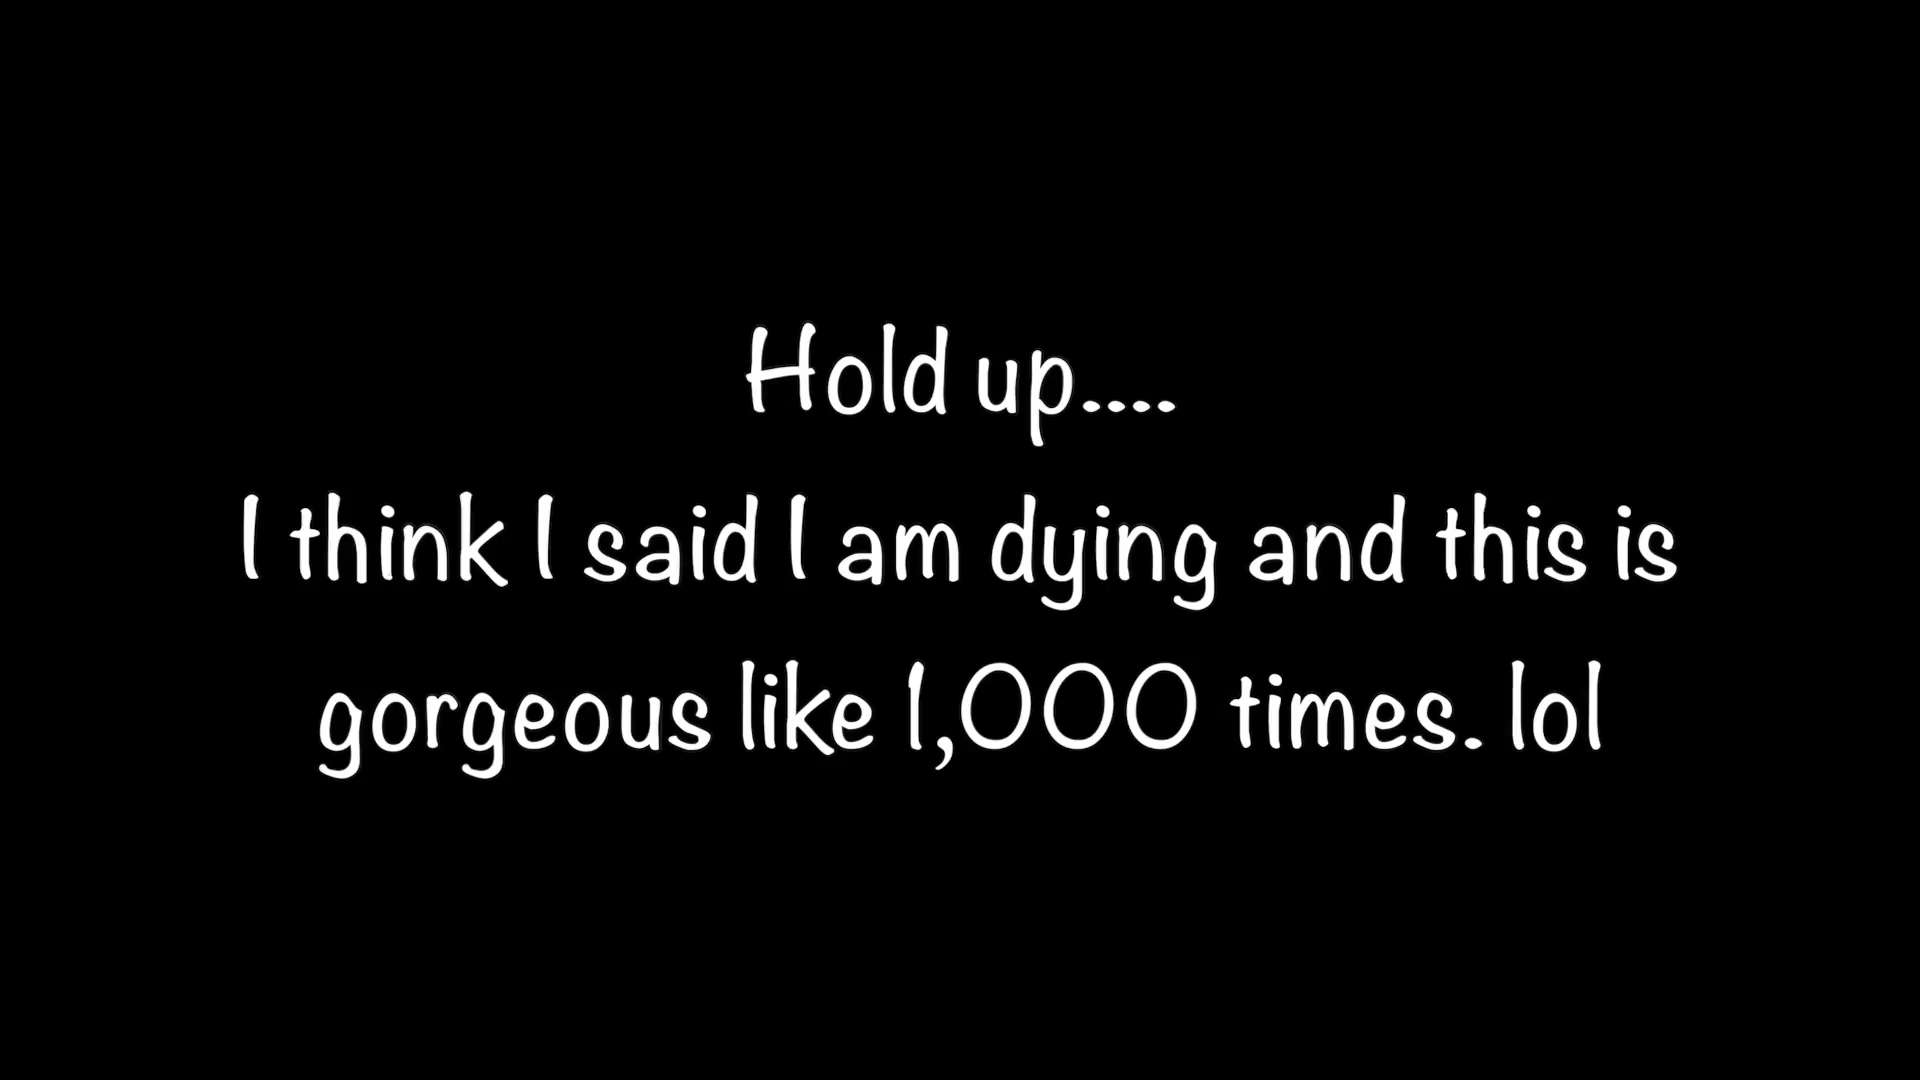 Hold up....
I think I said I am dying and this is
gorgeous like 1,000 times. lol